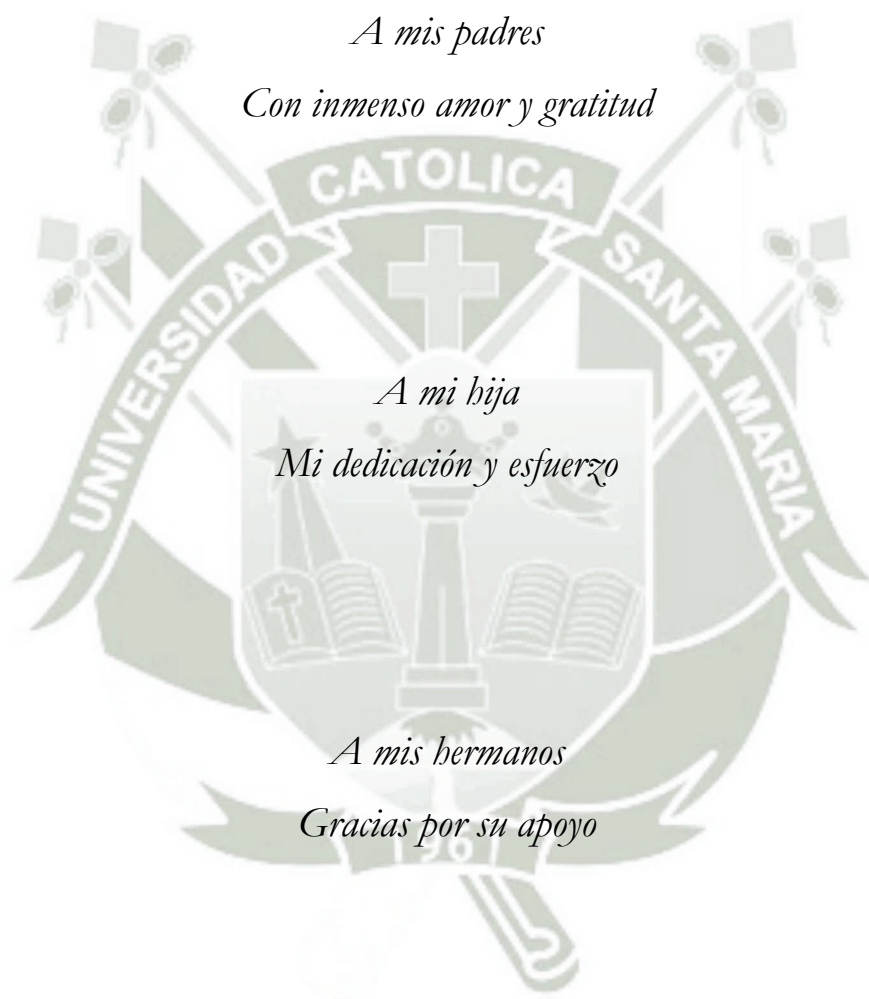 A mis padres
Con inmenso amor y gratitud
CATOLICA
UNIVERSIDAD
SANTA MARIA
A mi hija
Mi dedicación y esfuerzo
A mis hermanos
Gracias por su apoyo